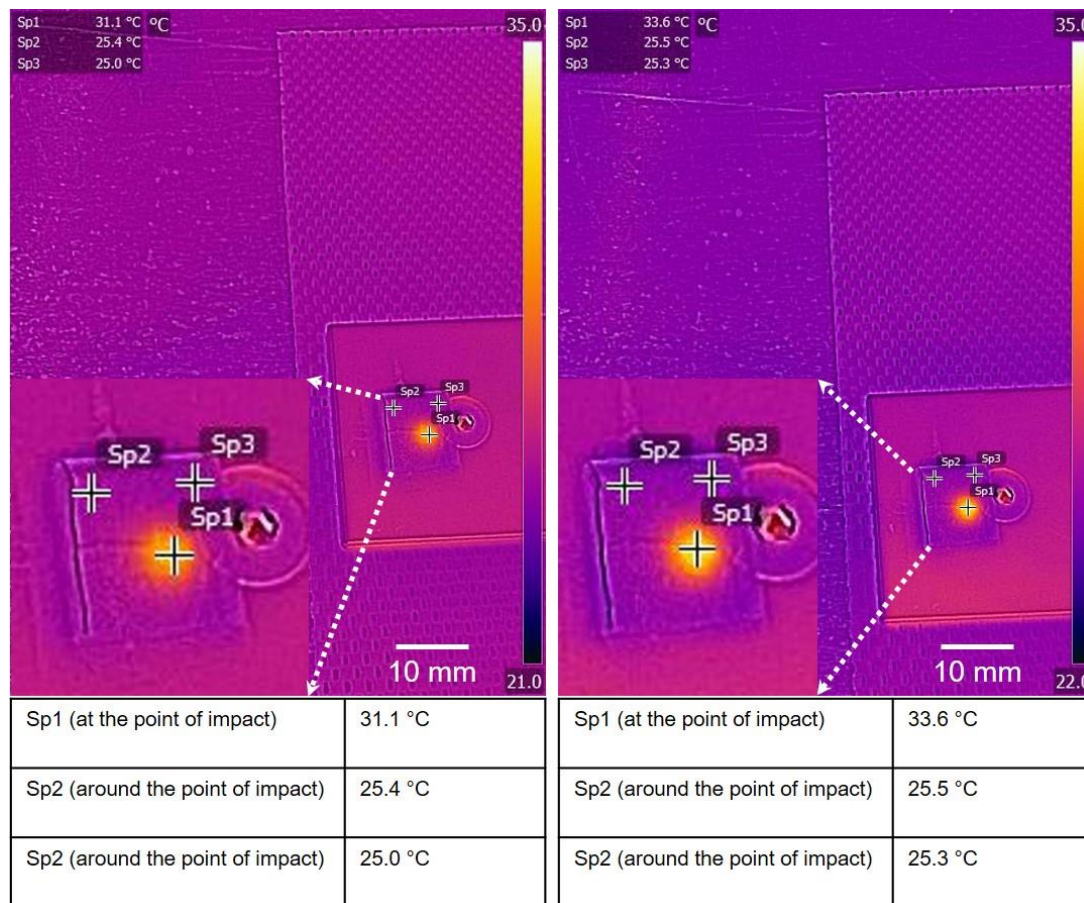 Sp1 31.1 °C °C 35.0
Sp2 25.4 °C
Sp3 25.0 °C
Sp2 Sp3
Sp1
Sp2 Sp3
Sp1
10 mm
21.0
Sp1 (at the point of impact) 31.1 °C
Sp2 (around the point of impact) 25.4 °C
Sp2 (around the point of impact) 25.0 °C
Sp1 33.6 °C °C 35.0
Sp2 25.5 °C
Sp3 25.3 °C
Sp2 Sp3
Sp1
Sp2 Sp3
Sp1
10 mm
22.0
Sp1 (at the point of impact) 33.6 °C
Sp2 (around the point of impact) 25.5 °C
Sp2 (around the point of impact) 25.3 °C